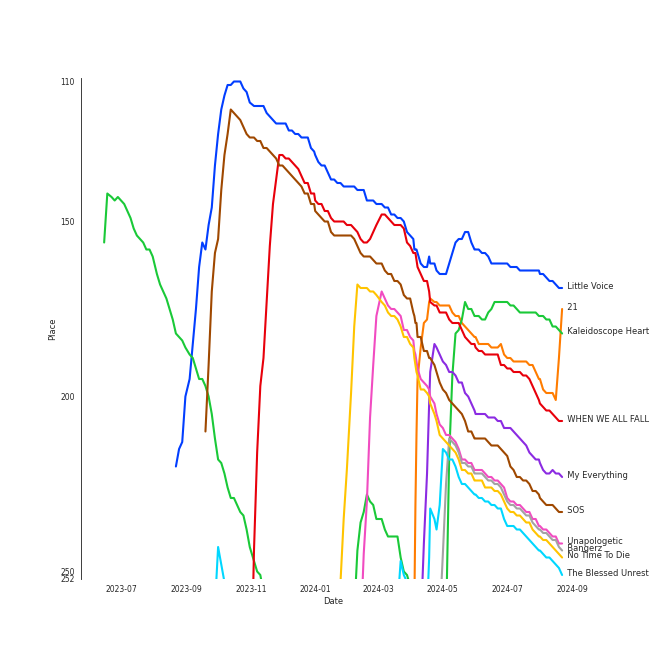 110
150
200
250
252
Place
2023-07
2023-09
2023-11
2024-01
2024-03
2024-05
2024-07
2024-09
Date
Little Voice
21
Kaleidoscope Heart
WHEN WE ALL FALL
My Everything
SOS
Unapologetic
Bangerz
No Time To Die
The Blessed Unrest